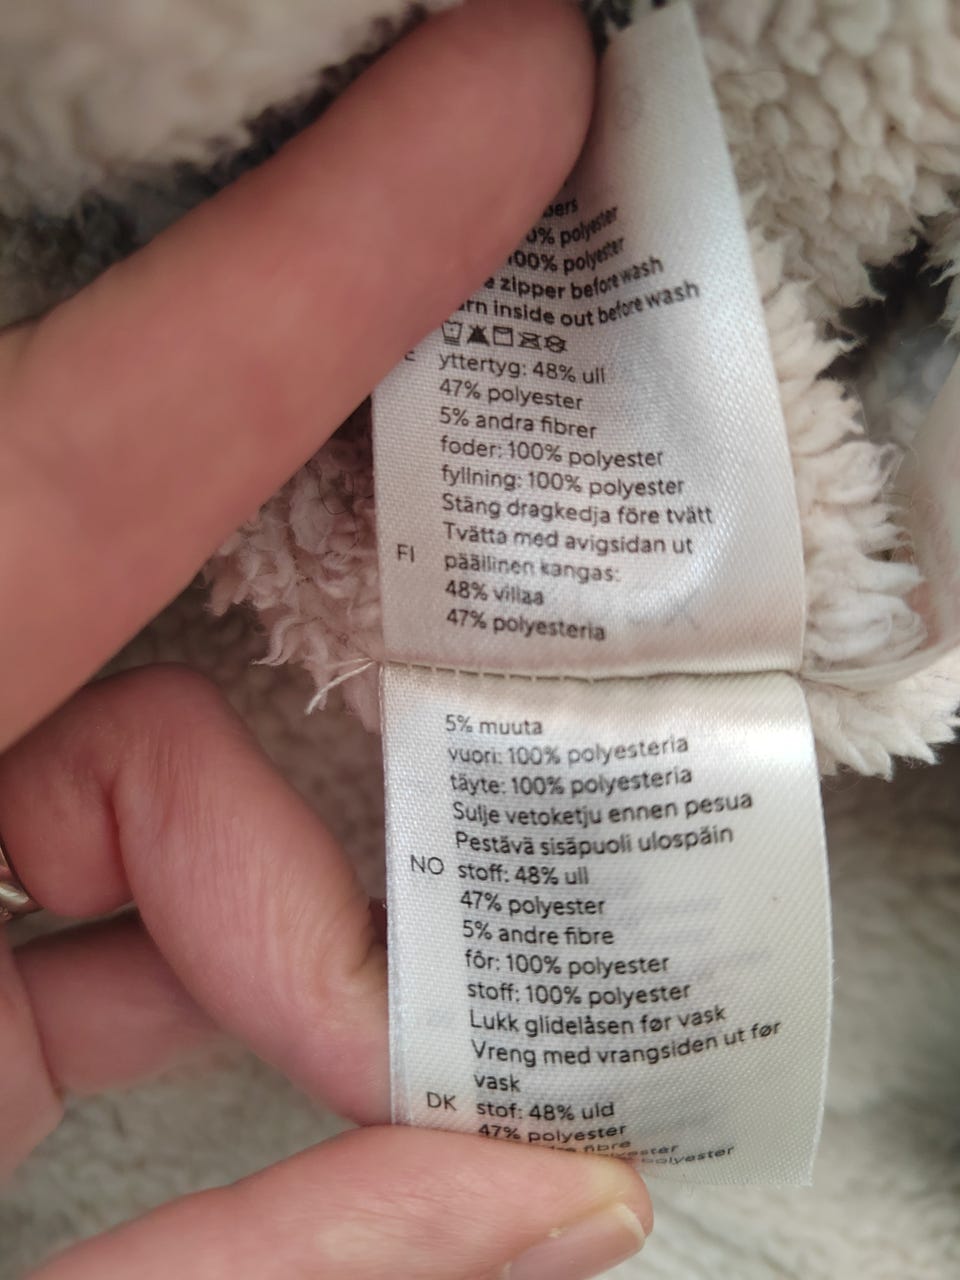 polyester
100% polyester
zipper before wash
inside out before wash
yttertyg: 48% ull
47% polyester
5% andra fibrer
foder: 100% polyester
fyllning: 100% polyester
Stäng dragkedja före tvätt
Tvätta med avigsidan ut
FI päällinen kangas:
48% villaa
47% polyesteria
5% muuta
vuori: 100% polyesteria
täyte: 100% polyesteria
Sulje vetoketju ennen pesua
Pestävä sisäpuoli ulospäin
NO stoff: 48% ull
47% polyester
5% andre fibre
fôr: 100% polyester
stoff: 100% polyester
Lukk glidelåsen før vask
Vreng med vrangsiden ut før
vask
DK stof: 48% uld
47% polyester
fibre
polyester